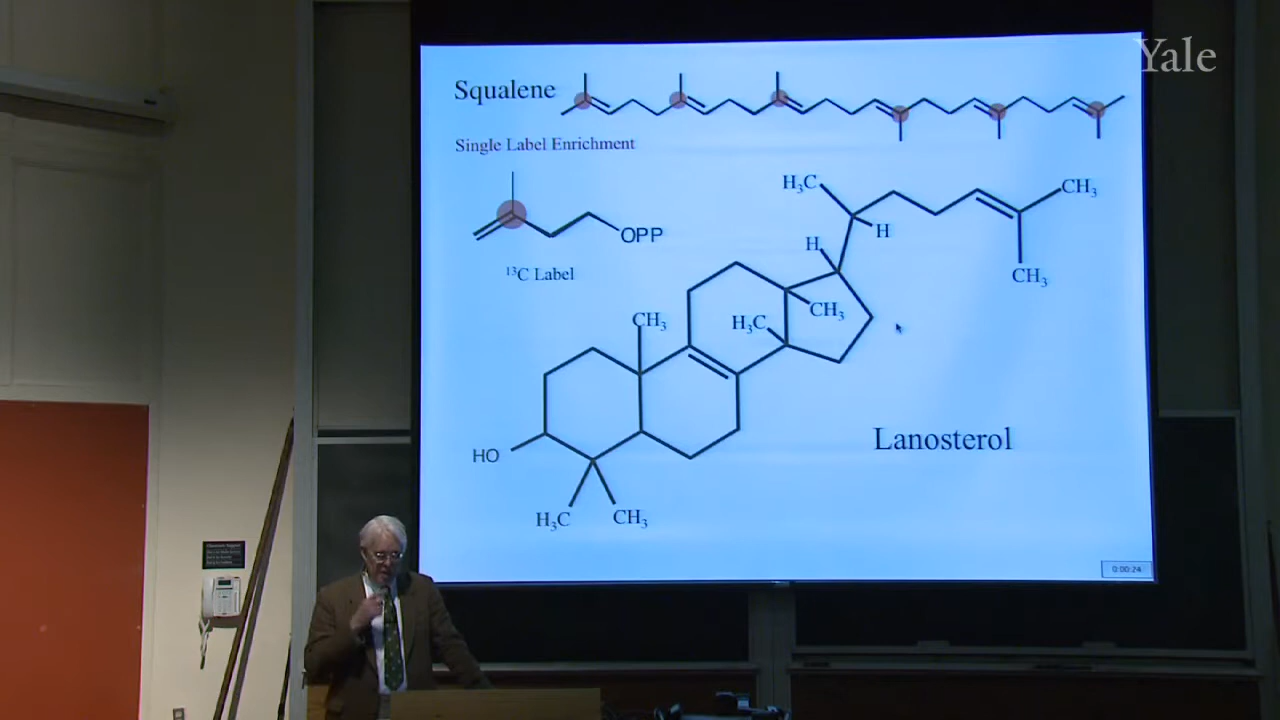 Yale
Squalene
Single Label Enrichment
OPP
¹³C Label
H₃C
CH₃
H
H
CH₃
CH₃
H₃C
CH₃
Lanosterol
HO
H₃C
CH₃
0:00:24